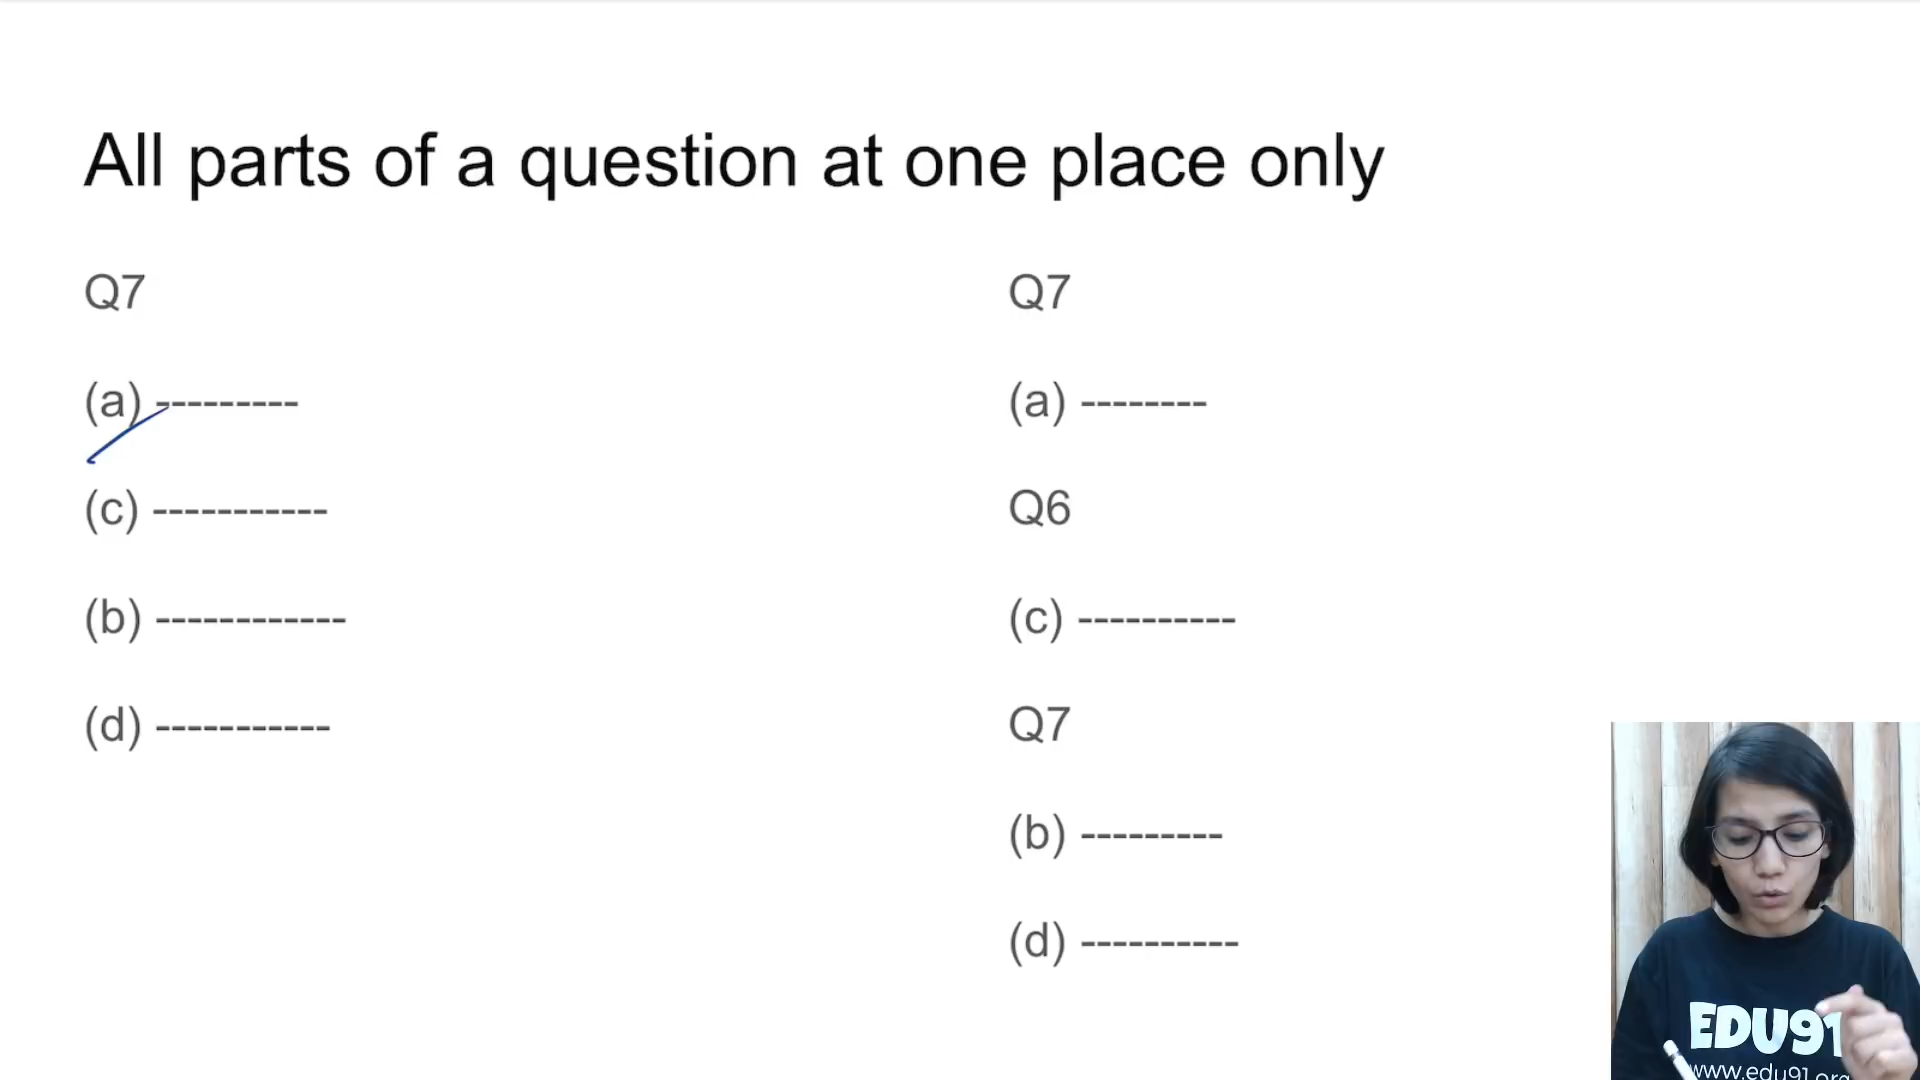 All parts of a question at one place only
Q7
(a) ---------
(c) -----------
(b) ------------
(d) -----------
Q7
(a) --------
Q6
(c) ----------
Q7
(b) ---------
(d) ----------
EDU91
www.edu91.org